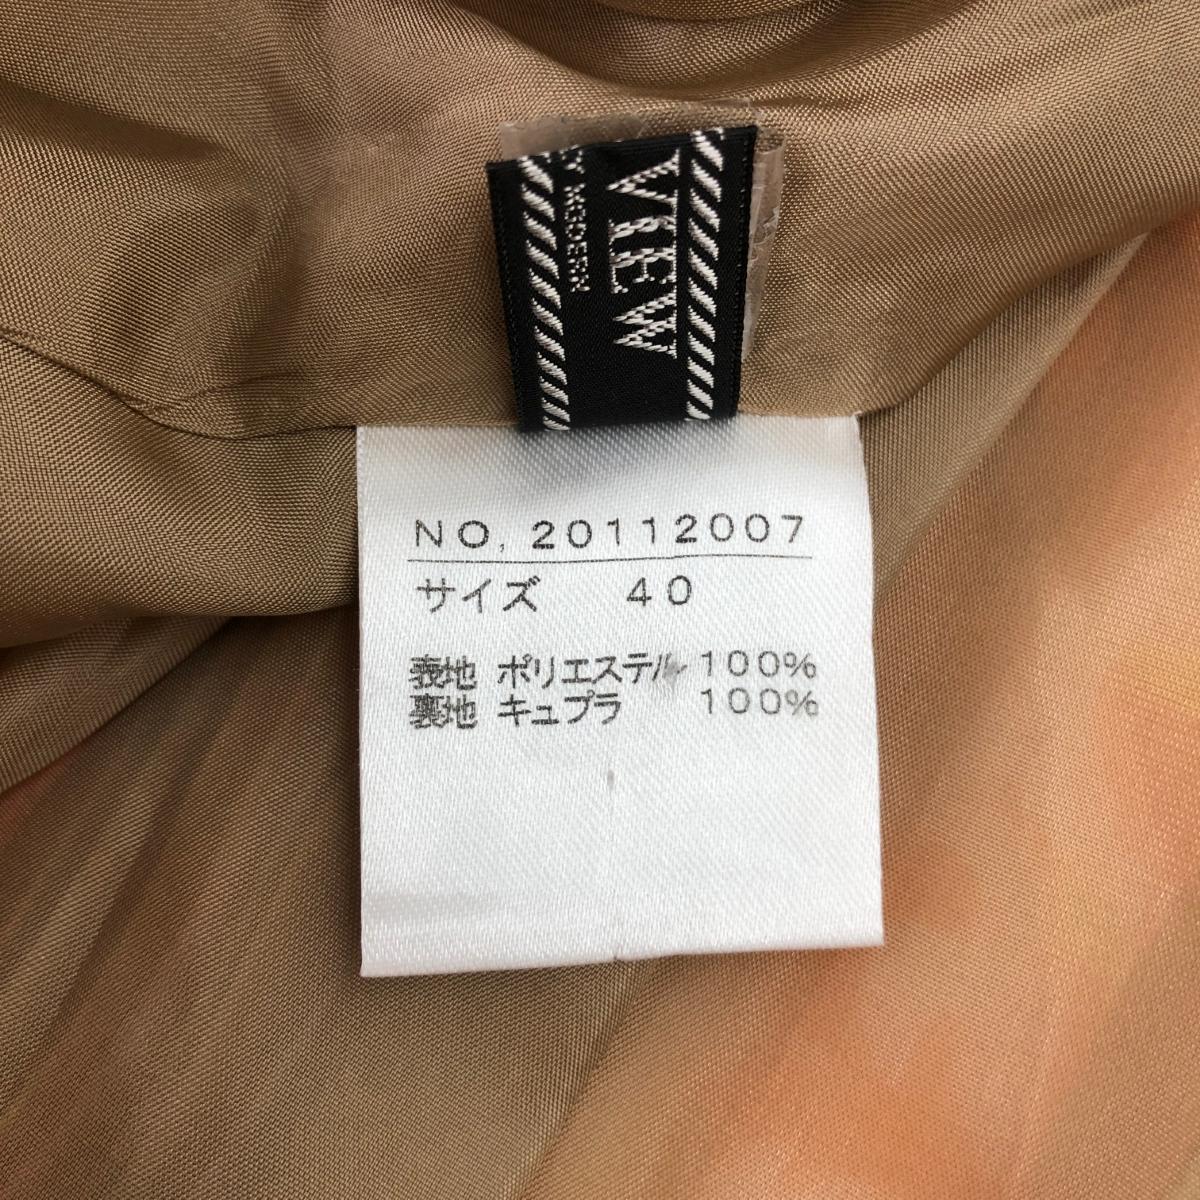 VIEW
MODERN
NO, 20112007
サイズ 40
表地 ポリエステル 100%
裏地 キュプラ 100%